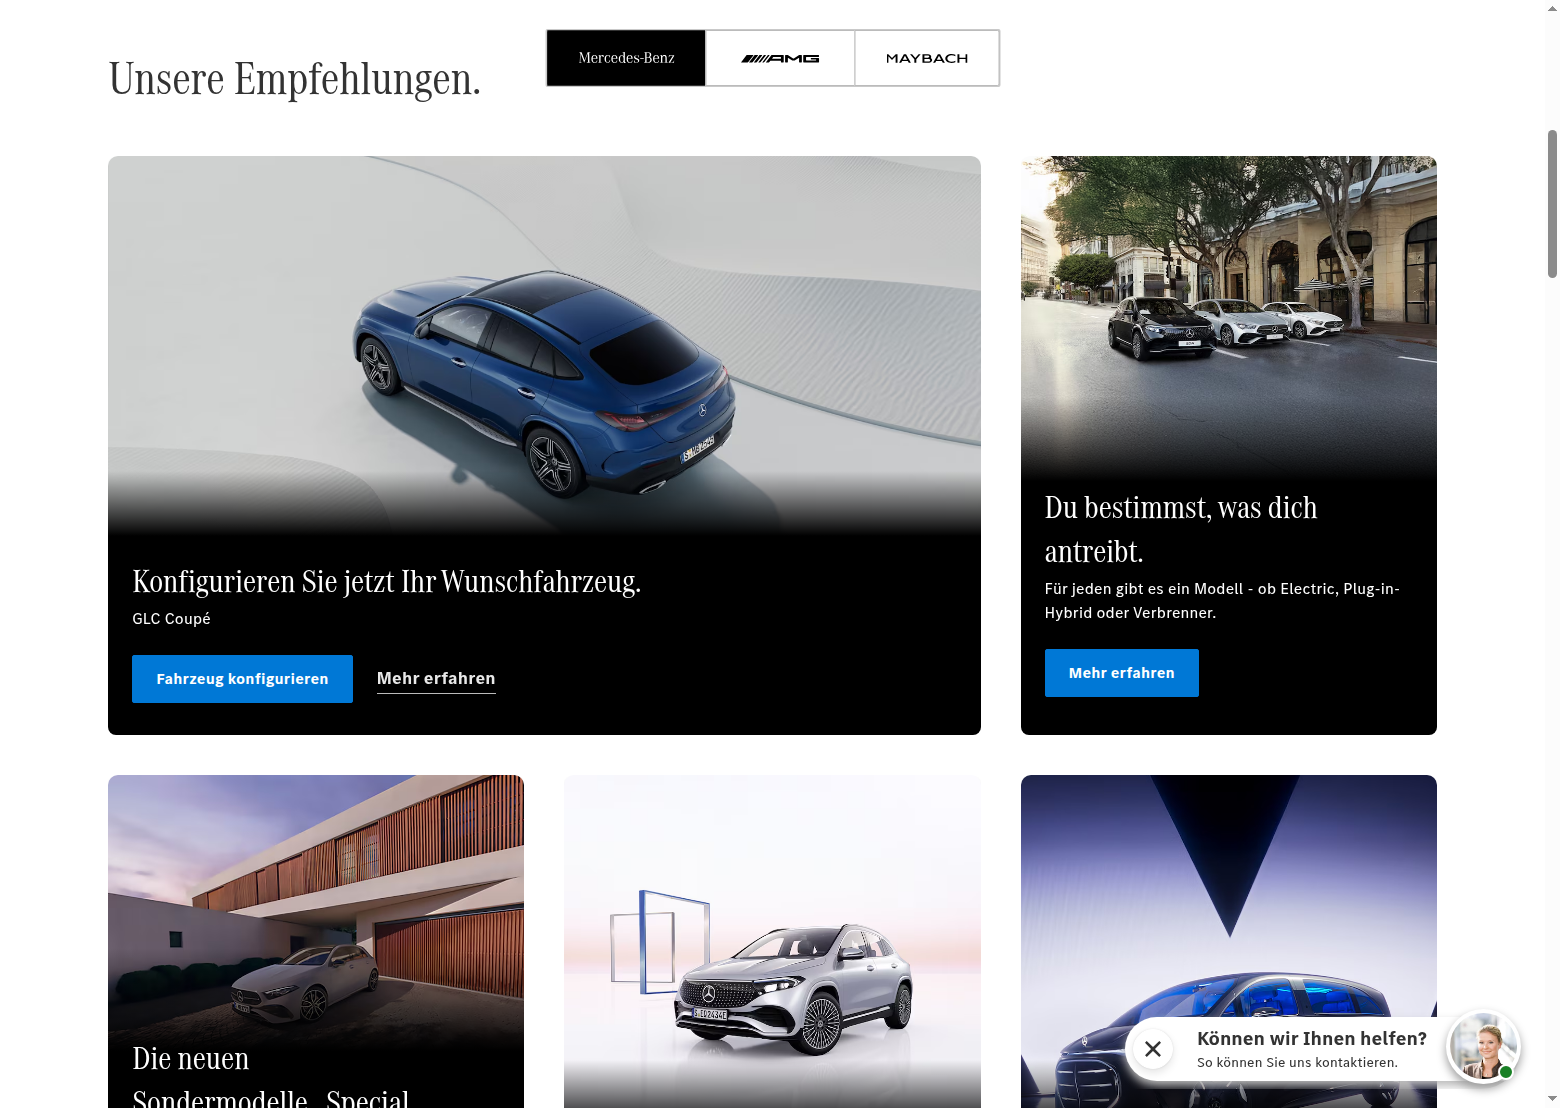 Unsere Empfehlungen.
Mercedes-Benz
AMG
MAYBACH
Konfigurieren Sie jetzt Ihr Wunschfahrzeug.
GLC Coupé
Fahrzeug konfigurieren
Mehr erfahren
Du bestimmst, was dich
antreibt.
Für jeden gibt es ein Modell - ob Electric, Plug-in-
Hybrid oder Verbrenner.
Mehr erfahren
Die neuen
Sondermodelle „Special
Können wir Ihnen helfen?
So können Sie uns kontaktieren.